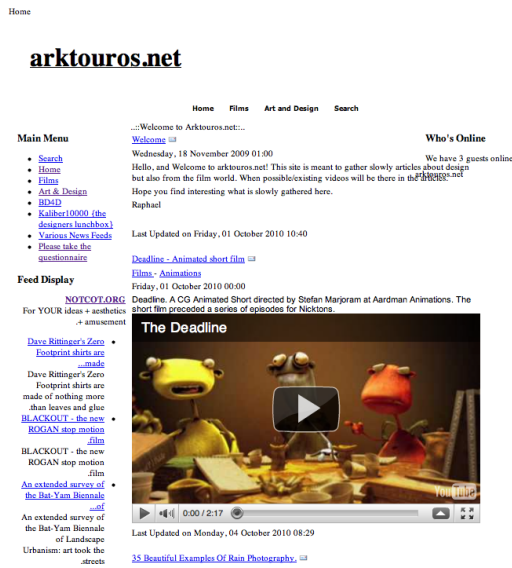 Home
arktouros.net
Home Films Art and Design Search
Main Menu
Search
Home
Films
Art & Design
BD4D
Kaliber10000 {the
designers lunchbox}
Various News Feeds
Please take the
questionnaire
Feed Display
NOTCOT.ORG
For YOUR ideas + aesthetics
+ amusement
Dave Rittinger's Zero
Footprint shirts are
...made
Dave Rittinger's Zero
Footprint shirts are
made of nothing more
.than leaves and glue
BLACKOUT - the new
ROGAN stop motion
.film
BLACKOUT - the new
ROGAN stop motion
.film
An extended survey of
the Bat-Yam Biennale
...of
An extended survey of
the Bat-Yam Biennale
of Landscape
Urbanism: art took the
.streets
..::Welcome to Arktouros.net::..
Welcome
Wednesday, 18 November 2009 01:00
Hello, and Welcome to arktouros.net! This site is meant to gather slowly articles about design
but also from the film world. When possible/existing videos will be there in the articles.
Hope you find interesting what is slowly gathered here.
Raphael
Last Updated on Friday, 01 October 2010 10:40
Deadline - Animated short film
Films - Animations
Friday, 01 October 2010 00:00
Deadline. A CG Animated Short directed by Stefan Marjoram at Aardman Animations. The
short film preceded a series of episodes for Nicktons.
The Deadline
YouTube
0:00 / 2:17
Last Updated on Monday, 04 October 2010 08:29
35 Beautiful Examples Of Rain Photography.
Who's Online
We have 3 guests online
arktouros.net